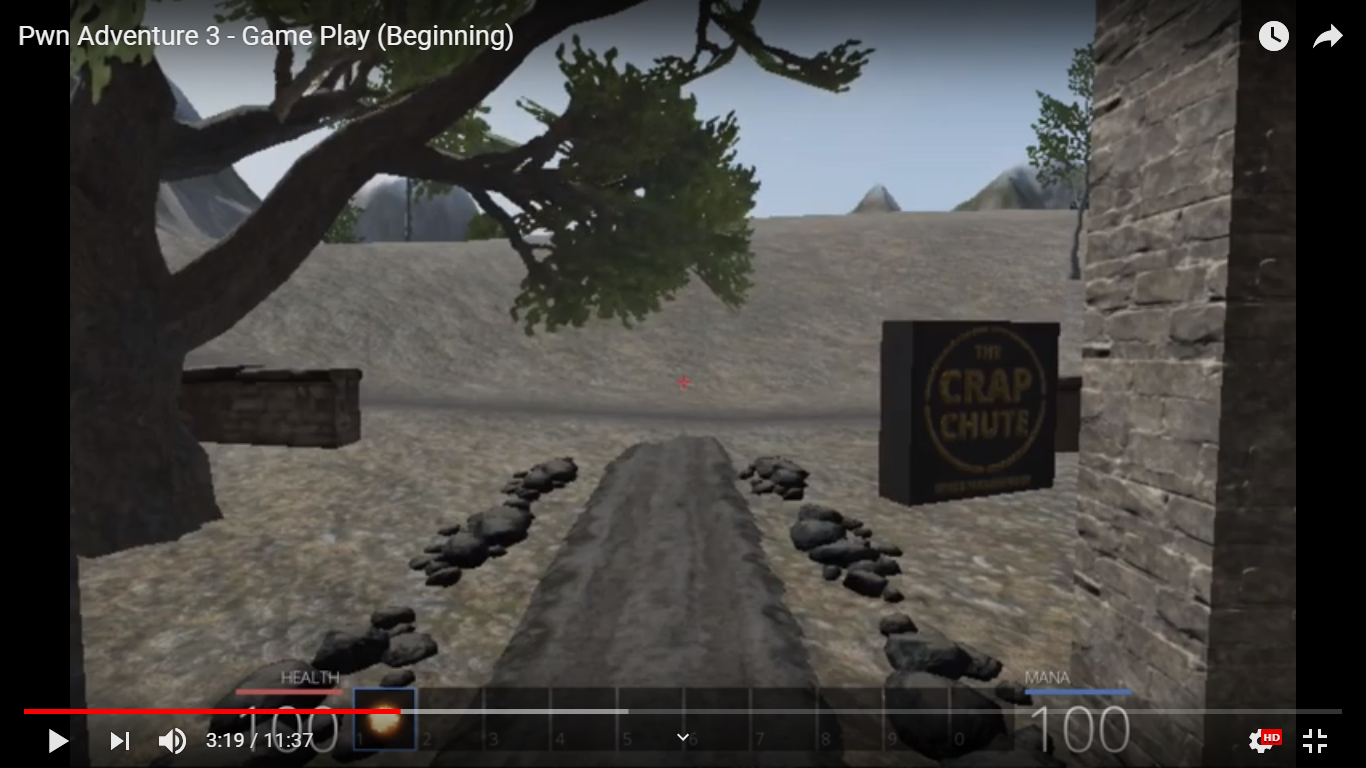 Pwn Adventure 3 - Game Play (Beginning)
THE
CRAP
CHUTE
HEALTH
100
1 2 3 4 5 6 7 8 9 0
MANA
100
3:19 / 11:37
HD